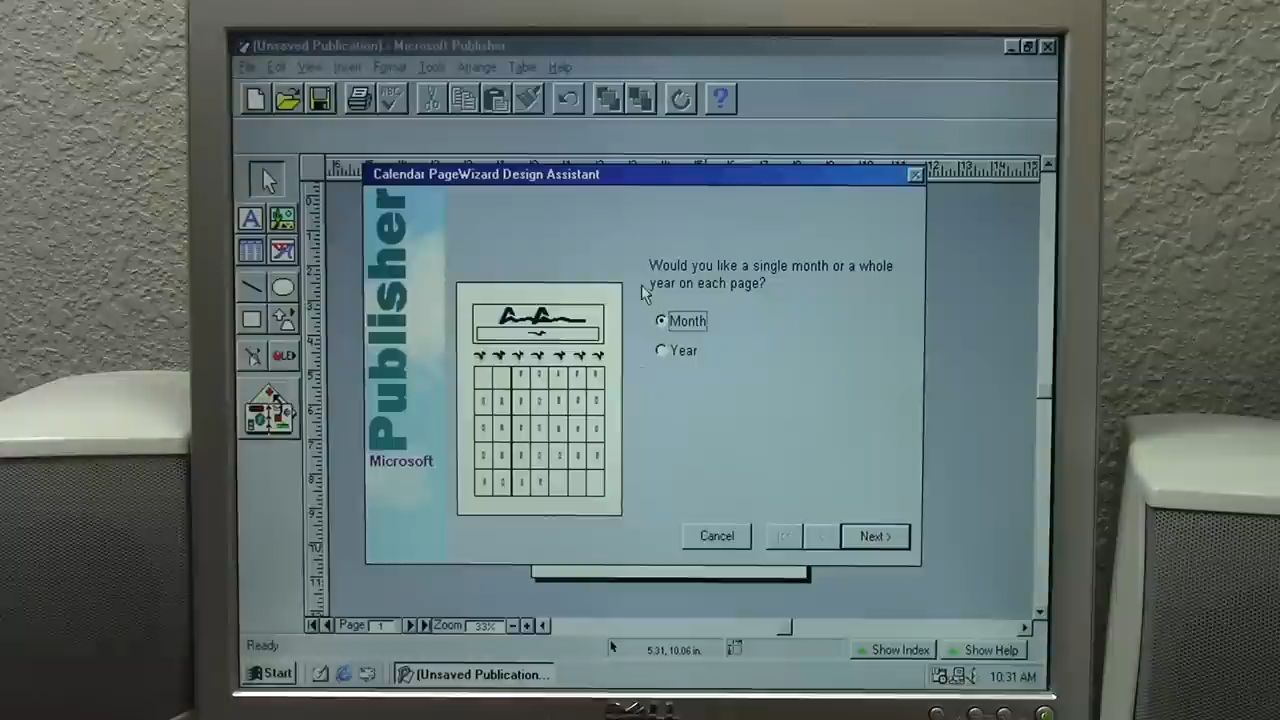 (Unsaved Publication) - Microsoft Publisher
File Edit View Insert Format Tools Arrange Table Help
ABC
?
Calendar PageWizard Design Assistant
Publisher
Microsoft
Would you like a single month or a whole
year on each page?
Month
Year
Cancel
Next >
Page 1 Zoom 33%
Ready
5.31, 10.06 in.
Show Index
Show Help
Start
(Unsaved Publication...
10:31 AM
DELL